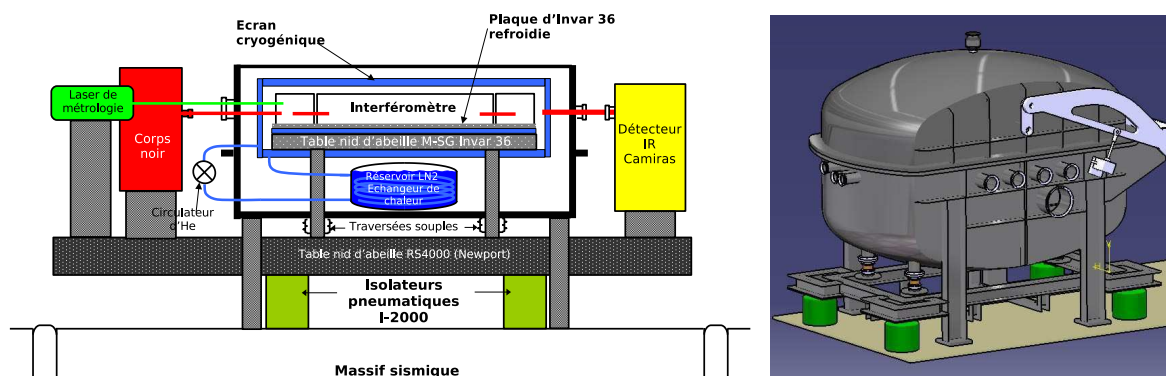 Ecran
cryogénique
Plaque d'Invar 36
refroidie
Laser de
métrologie
Corps
noir
Interféromètre
Table nid d'abeille M-SG Invar 36
Détecteur
IR
Camiras
Réservoir LN2
Echangeur de
chaleur
Circulateur
d'He
Traversées souples
Table nid d'abeille RS4000 (Newport)
Isolateurs
pneumatiques
I-2000
Massif sismique